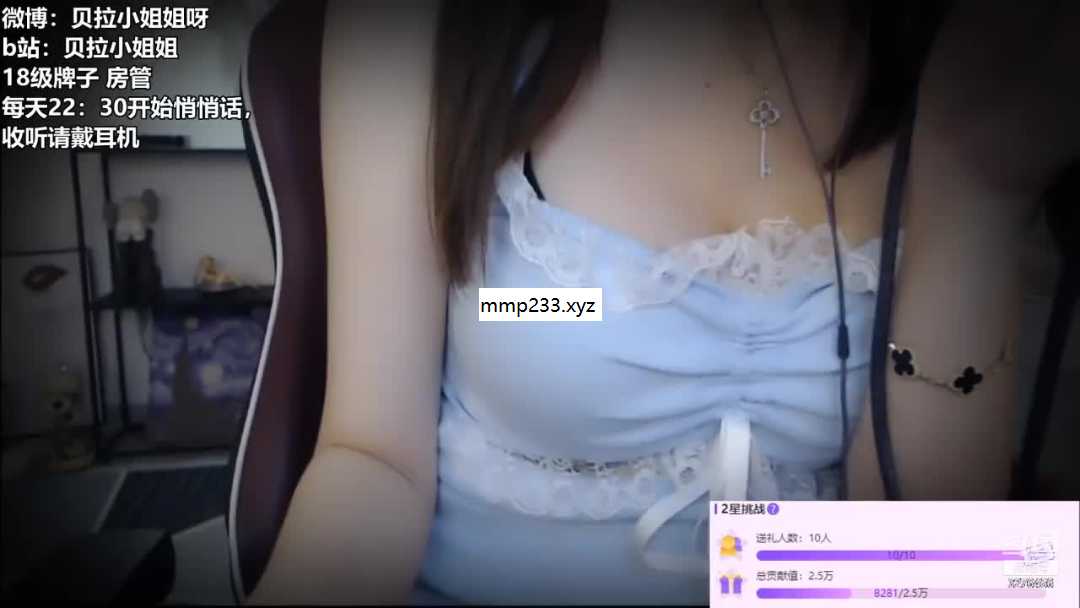 微博：贝拉小姐姐呀
b站：贝拉小姐姐
18级牌子 房管
每天22：30开始悄悄话，
收听请戴耳机
mmp233.xyz
2星挑战?
送礼人数：10人
10/10
总贡献值：2.5万
8281/2.5万